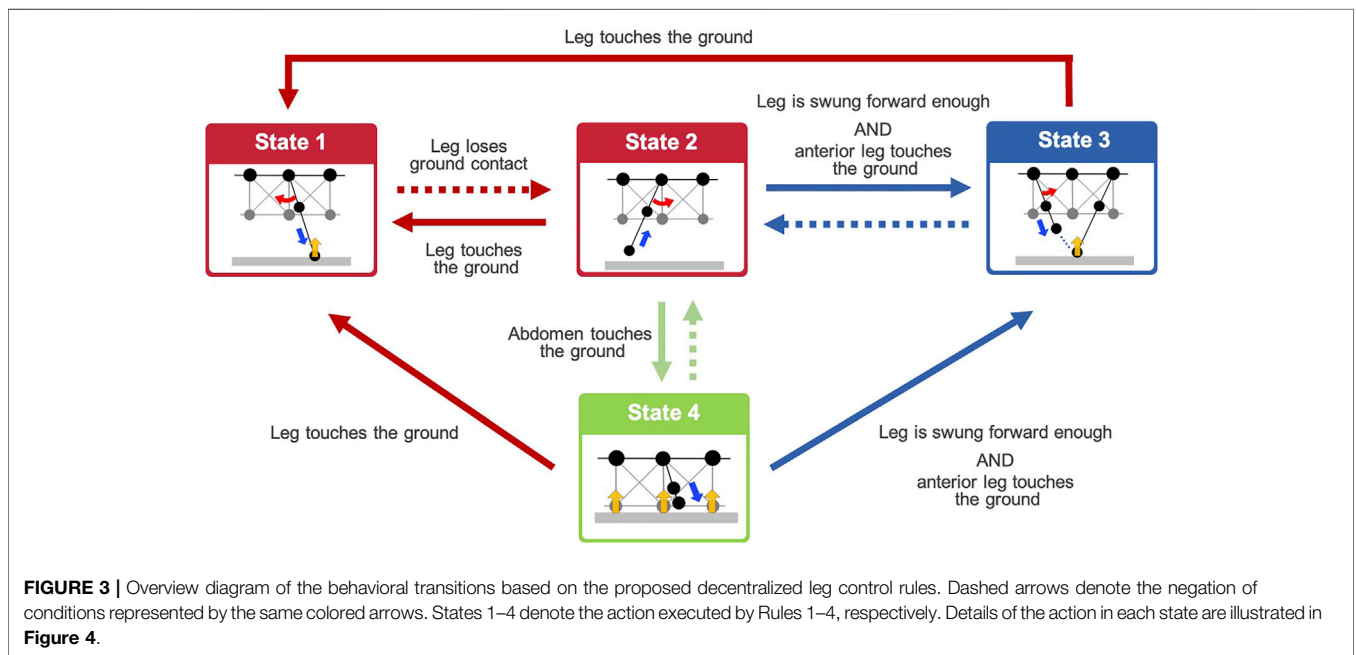 Leg touches the ground
State 1
Leg loses
ground contact
Leg touches
the ground
State 2
Leg is swung forward enough
AND
anterior leg touches
the ground
State 3
Abdomen touches
the ground
Leg touches the ground
State 4
Leg is swung forward enough
AND
anterior leg touches
the ground
FIGURE 3 | Overview diagram of the behavioral transitions based on the proposed decentralized leg control rules. Dashed arrows denote the negation of
conditions represented by the same colored arrows. States 1–4 denote the action executed by Rules 1–4, respectively. Details of the action in each state are illustrated in
Figure 4.